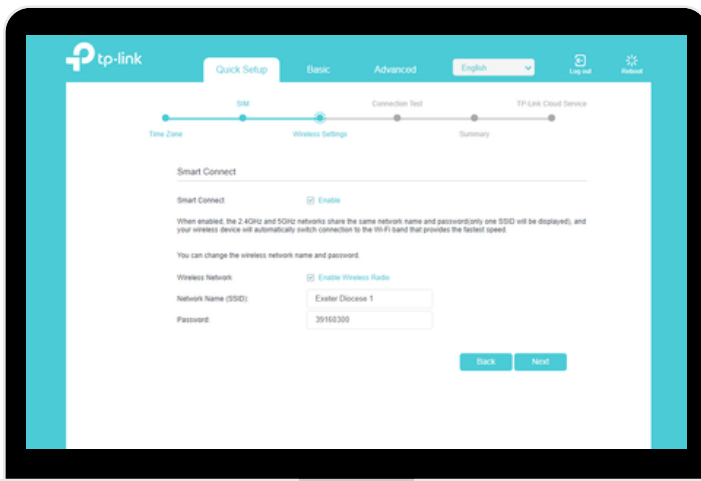 tp-link
Quick Setup Basic Advanced English Log out Reboot
SIM Connection Test TP-Link Cloud Service
Time Zone Wireless Settings Summary
Smart Connect
Smart Connect Enable
When enabled, the 2.4GHz and 5GHz networks share the same network name and password(only one SSID will be displayed), and
your wireless device will automatically switch connection to the Wi-Fi band that provides the fastest speed.
You can change the wireless network name and password.
Wireless Network Enable Wireless Radio
Network Name (SSID): Exeter Diocese 1
Password: 39160300
Back Next